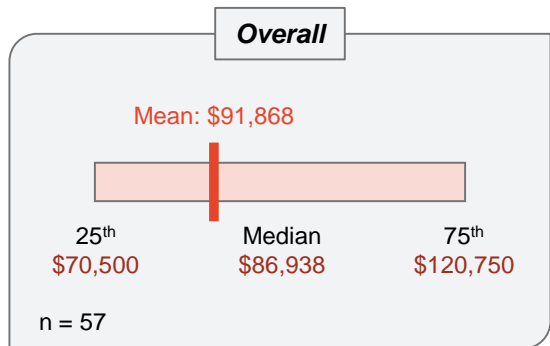 Overall
Mean: $91,868
25th Median 75th
$70,500 $86,938 $120,750
n = 57